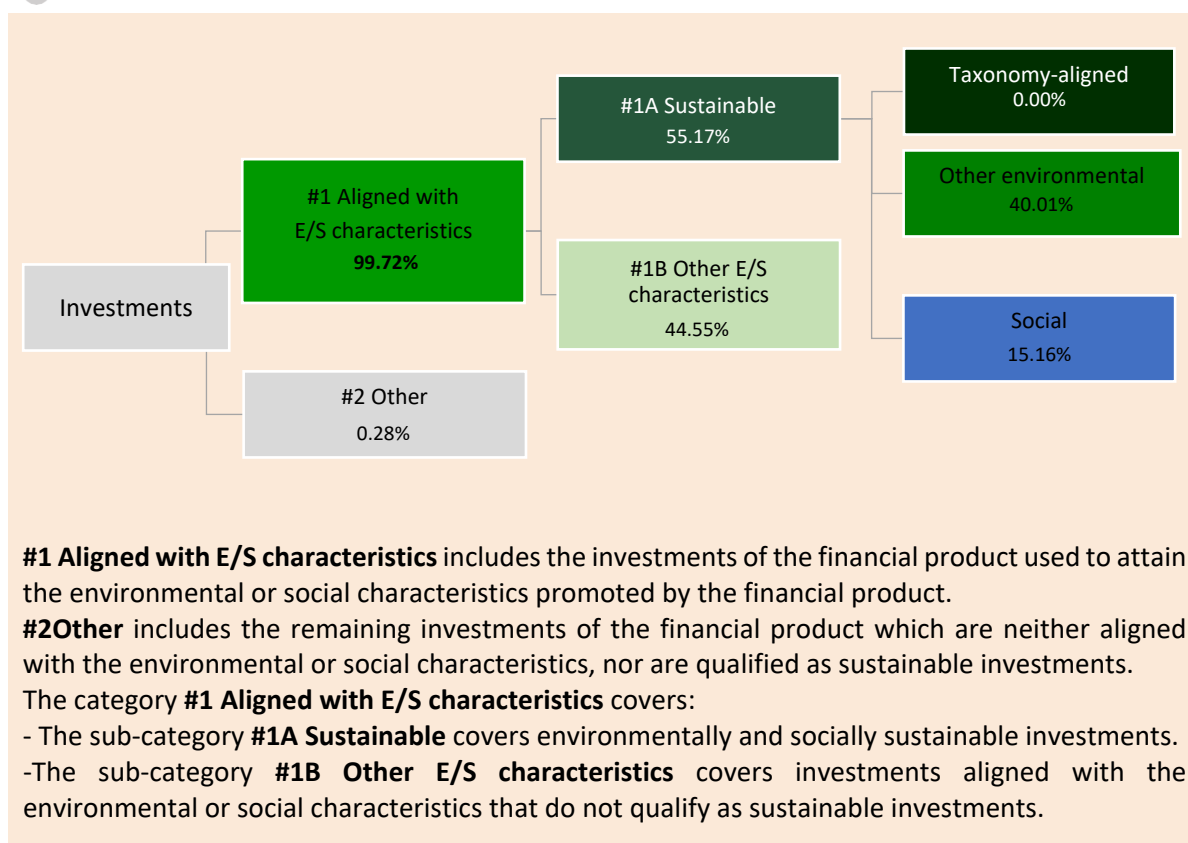 Investments
#1 Aligned with
E/S characteristics
99.72%
#2 Other
0.28%
#1A Sustainable
55.17%
#1B Other E/S
characteristics
44.55%
Taxonomy-aligned
0.00%
Other environmental
40.01%
Social
15.16%
#1 Aligned with E/S characteristics includes the investments of the financial product used to attain
the environmental or social characteristics promoted by the financial product.
#2Other includes the remaining investments of the financial product which are neither aligned
with the environmental or social characteristics, nor are qualified as sustainable investments.
The category #1 Aligned with E/S characteristics covers:
- The sub-category #1A Sustainable covers environmentally and socially sustainable investments.
-The sub-category #1B Other E/S characteristics covers investments aligned with the
environmental or social characteristics that do not qualify as sustainable investments.